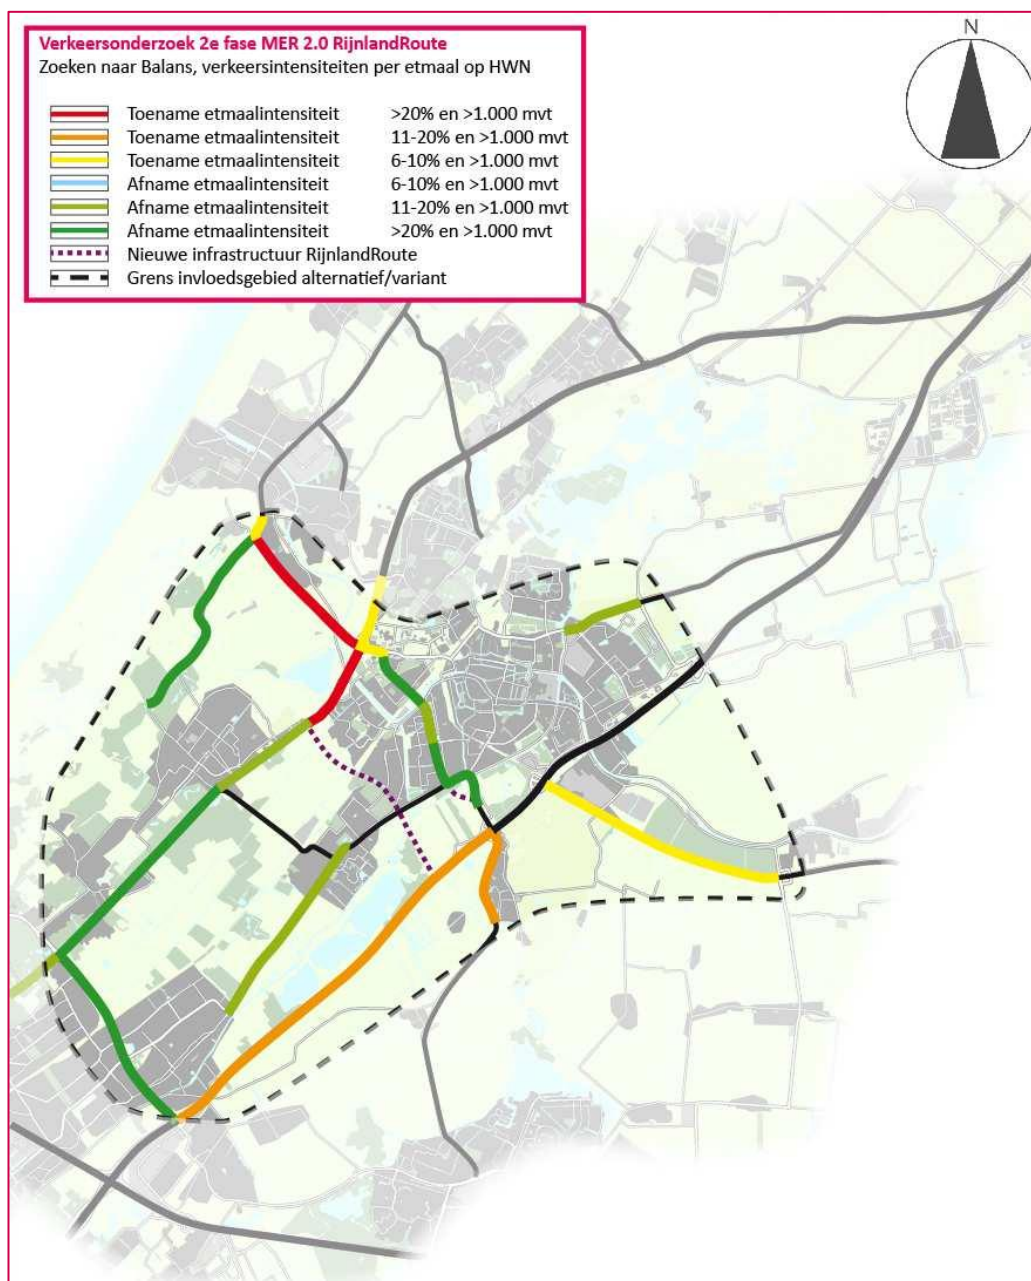 Verkeersonderzoek 2e fase MER 2.0 RijnlandRoute
Zoeken naar Balans, verkeersintensiteiten per etmaal op HWN
Toename etmaalintensiteit >20% en >1.000 mvt
Toename etmaalintensiteit 11-20% en >1.000 mvt
Toename etmaalintensiteit 6-10% en >1.000 mvt
Afname etmaalintensiteit 6-10% en >1.000 mvt
Afname etmaalintensiteit 11-20% en >1.000 mvt
Afname etmaalintensiteit >20% en >1.000 mvt
Nieuwe infrastructuur RijnlandRoute
Grens invloedsgebied alternatief/variant
N